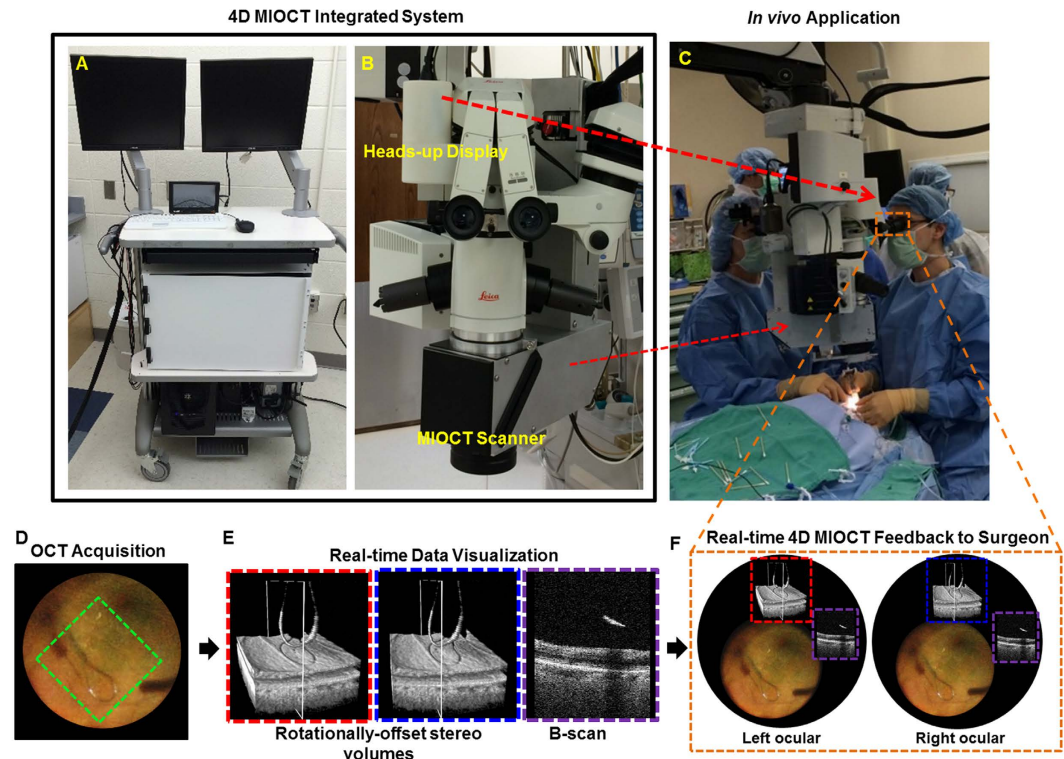 4D MIOCT Integrated System
In vivo Application
A
B
C
Leica
Heads-up Display
Leica
MIOCT Scanner
D
OCT Acquisition
E
Real-time Data Visualization
Rotationally-offset stereo
volumes
B-scan
F
Real-time 4D MIOCT Feedback to Surgeon
Left ocular
Right ocular